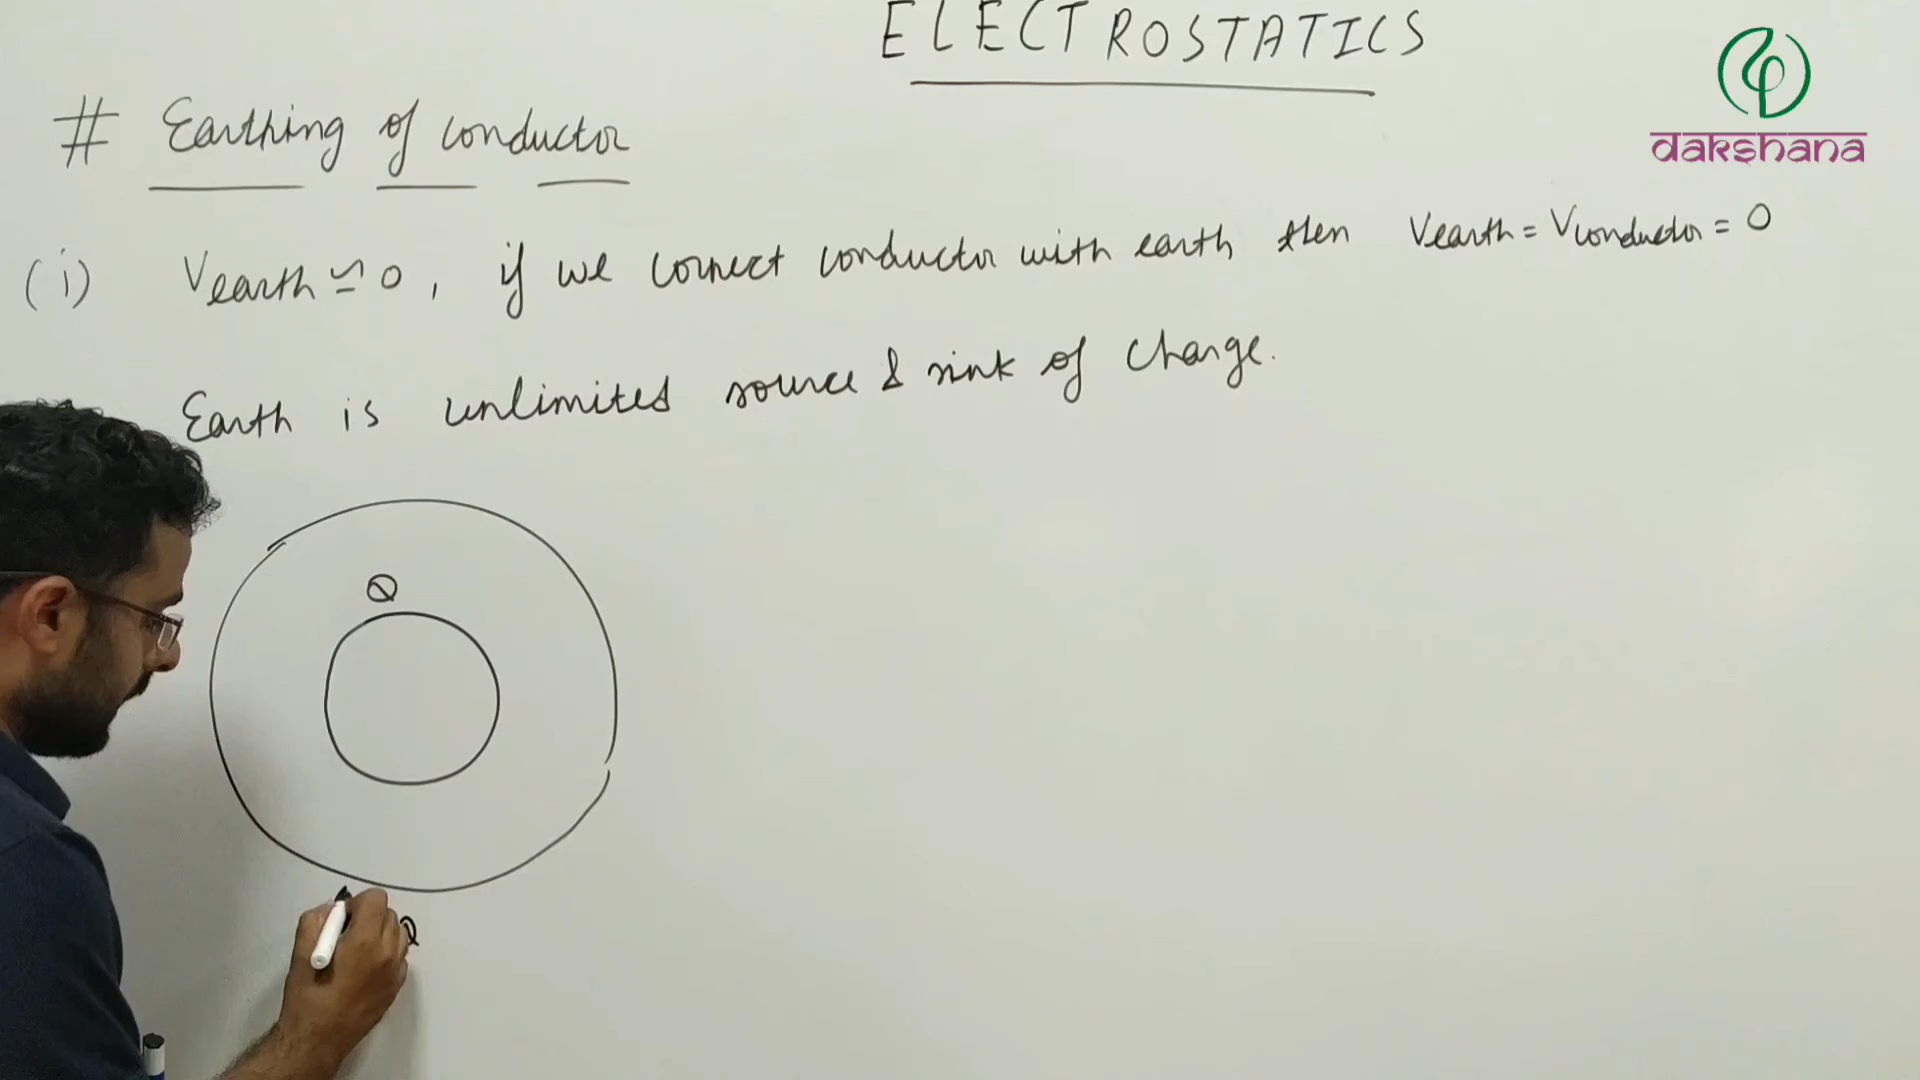 ELECTROSTATICS
dakshana
# Earthing of conductor
(i) Vearth ≃ 0, if we connect conductor with earth then Vearth = Vconductor = 0
Earth is unlimited source & sink of charge.
Q
Q